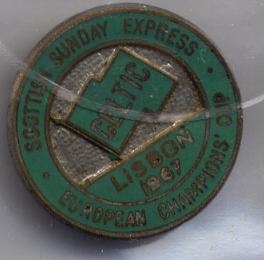 SCOTTISH SUNDAY EXPRESS
CELTIC
LISBON
1967
EUROPEAN CHAMPIONS' CUP